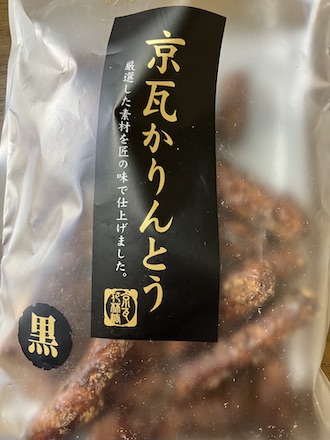 京瓦かりんとう
厳選した素材を匠の味で仕上げました。
黒